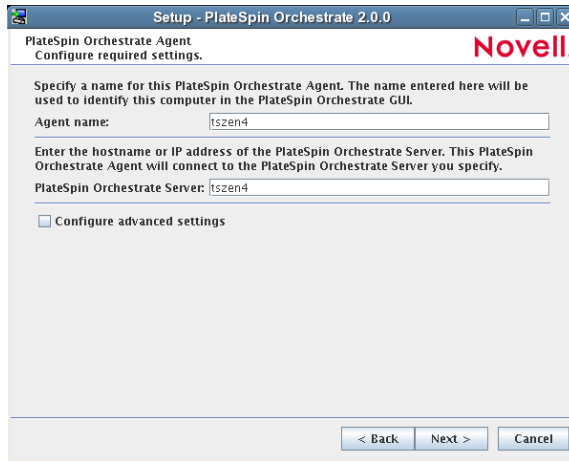 Setup - PlateSpin Orchestrate 2.0.0
PlateSpin Orchestrate Agent
Configure required settings.
Novell.
Specify a name for this PlateSpin Orchestrate Agent. The name entered here will be
used to identify this computer in the PlateSpin Orchestrate GUI.
Agent name: tszen4
Enter the hostname or IP address of the PlateSpin Orchestrate Server. This PlateSpin
Orchestrate Agent will connect to the PlateSpin Orchestrate Server you specify.
PlateSpin Orchestrate Server: tszen4
Configure advanced settings
< Back Next > Cancel